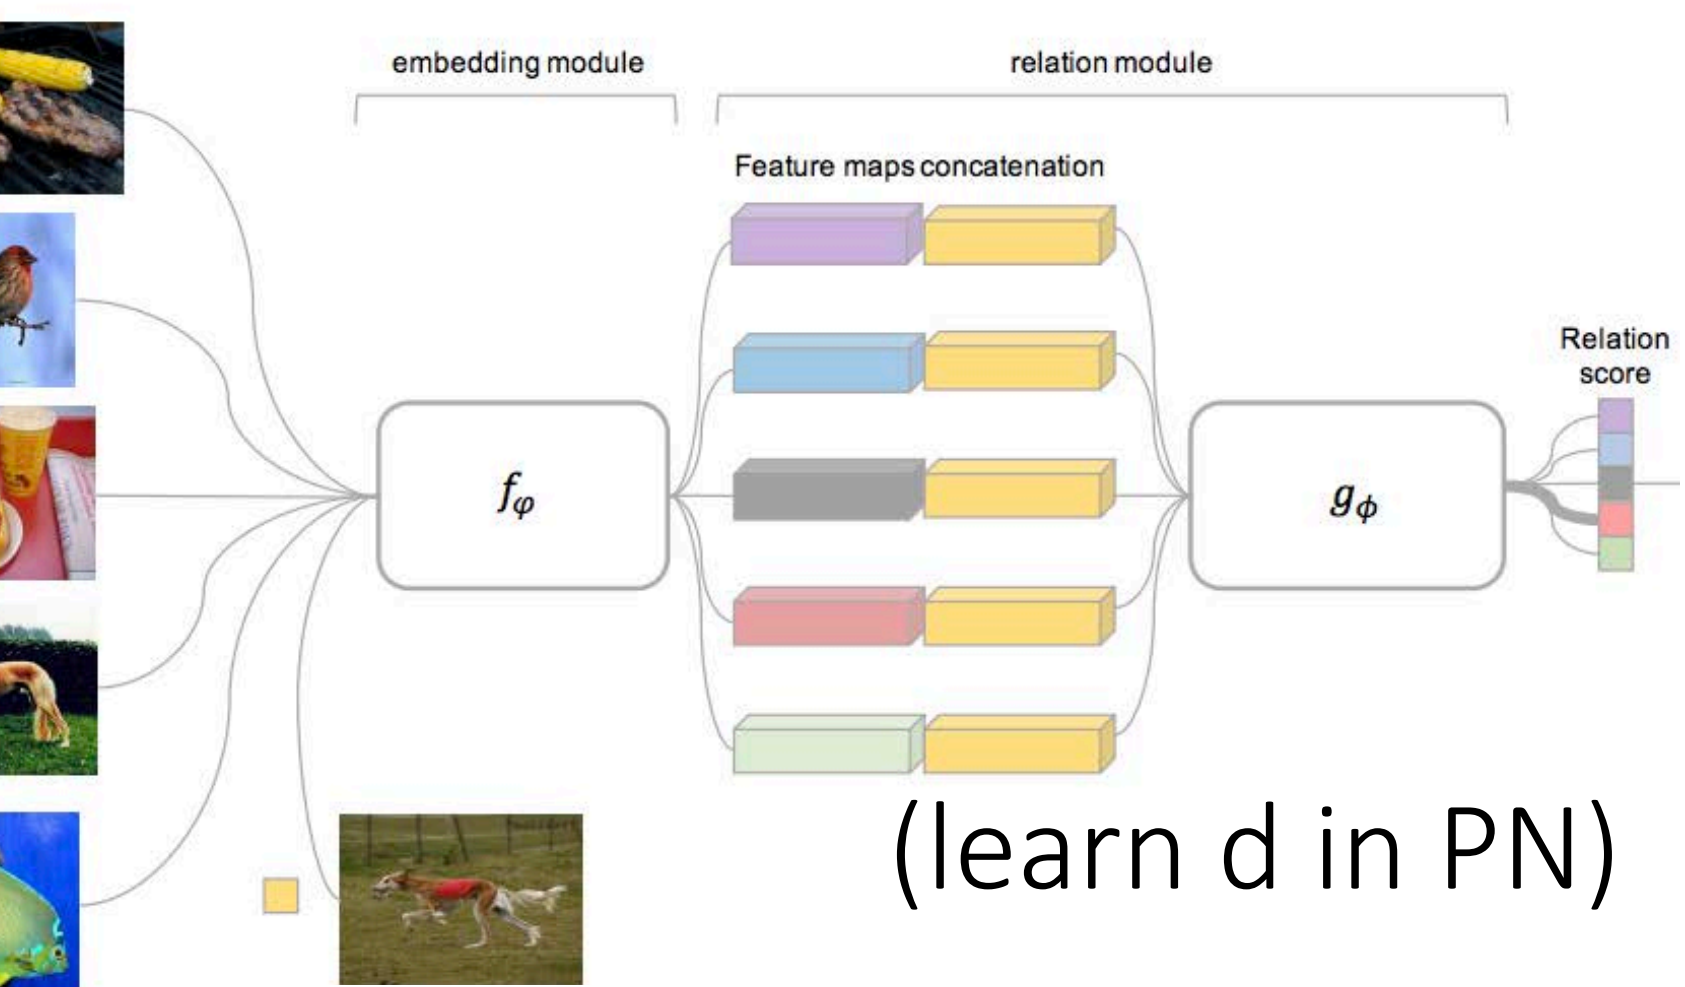 embedding module
relation module
Feature maps concatenation
Relation
score
fφ
gϕ
(learn d in PN)